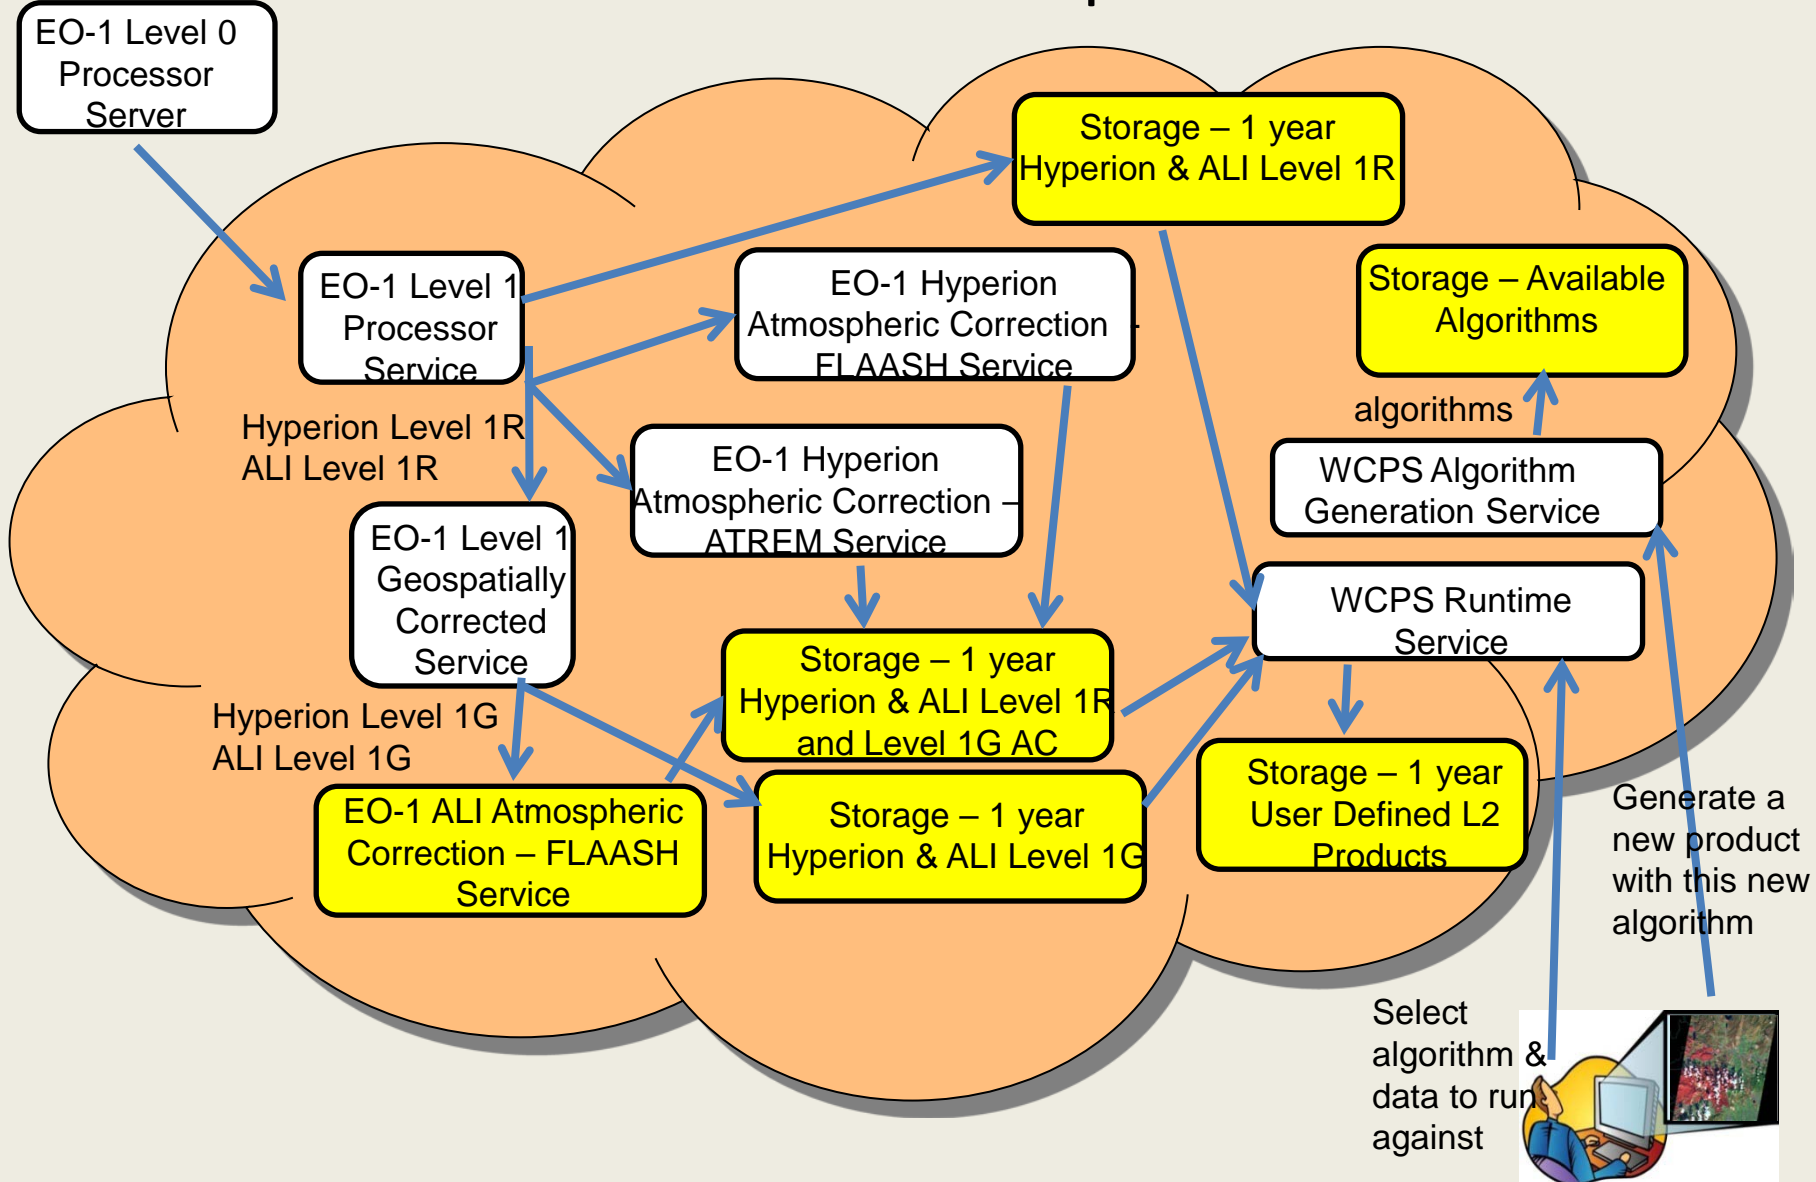 EO-1 Level 0
Processor
Server
Storage – 1 year
Hyperion & ALI Level 1R
EO-1 Level 1
Processor
Service
EO-1 Hyperion
Atmospheric Correction -
FLAASH Service
Storage – Available
Algorithms
algorithms
Hyperion Level 1R
ALI Level 1R
EO-1 Hyperion
Atmospheric Correction –
ATREM Service
WCPS Algorithm
Generation Service
EO-1 Level 1
Geospatially
Corrected
Service
WCPS Runtime
Service
Storage – 1 year
Hyperion & ALI Level 1R
and Level 1G AC
Hyperion Level 1G
ALI Level 1G
EO-1 ALI Atmospheric
Correction – FLAASH
Service
Storage – 1 year
Hyperion & ALI Level 1G
Storage – 1 year
User Defined L2
Products
Generate a
new product
with this new
algorithm
Select
algorithm &
data to run
against